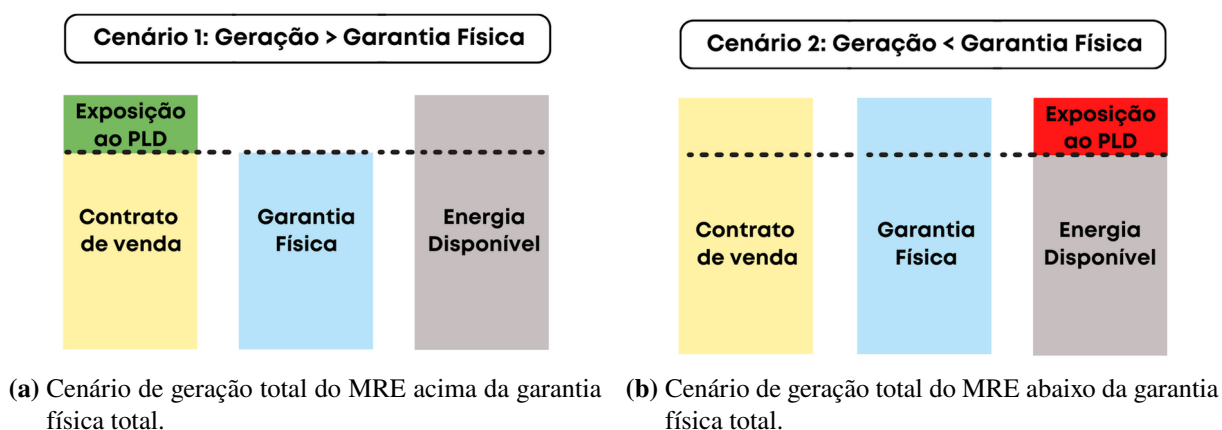 Cenário 1: Geração > Garantia Física
Exposição
ao PLD
Contrato
de venda
Garantia
Física
Energia
Disponível
(a) Cenário de geração total do MRE acima da garantia
física total.
Cenário 2: Geração < Garantia Física
Exposição
ao PLD
Contrato
de venda
Garantia
Física
Energia
Disponível
(b) Cenário de geração total do MRE abaixo da garantia
física total.